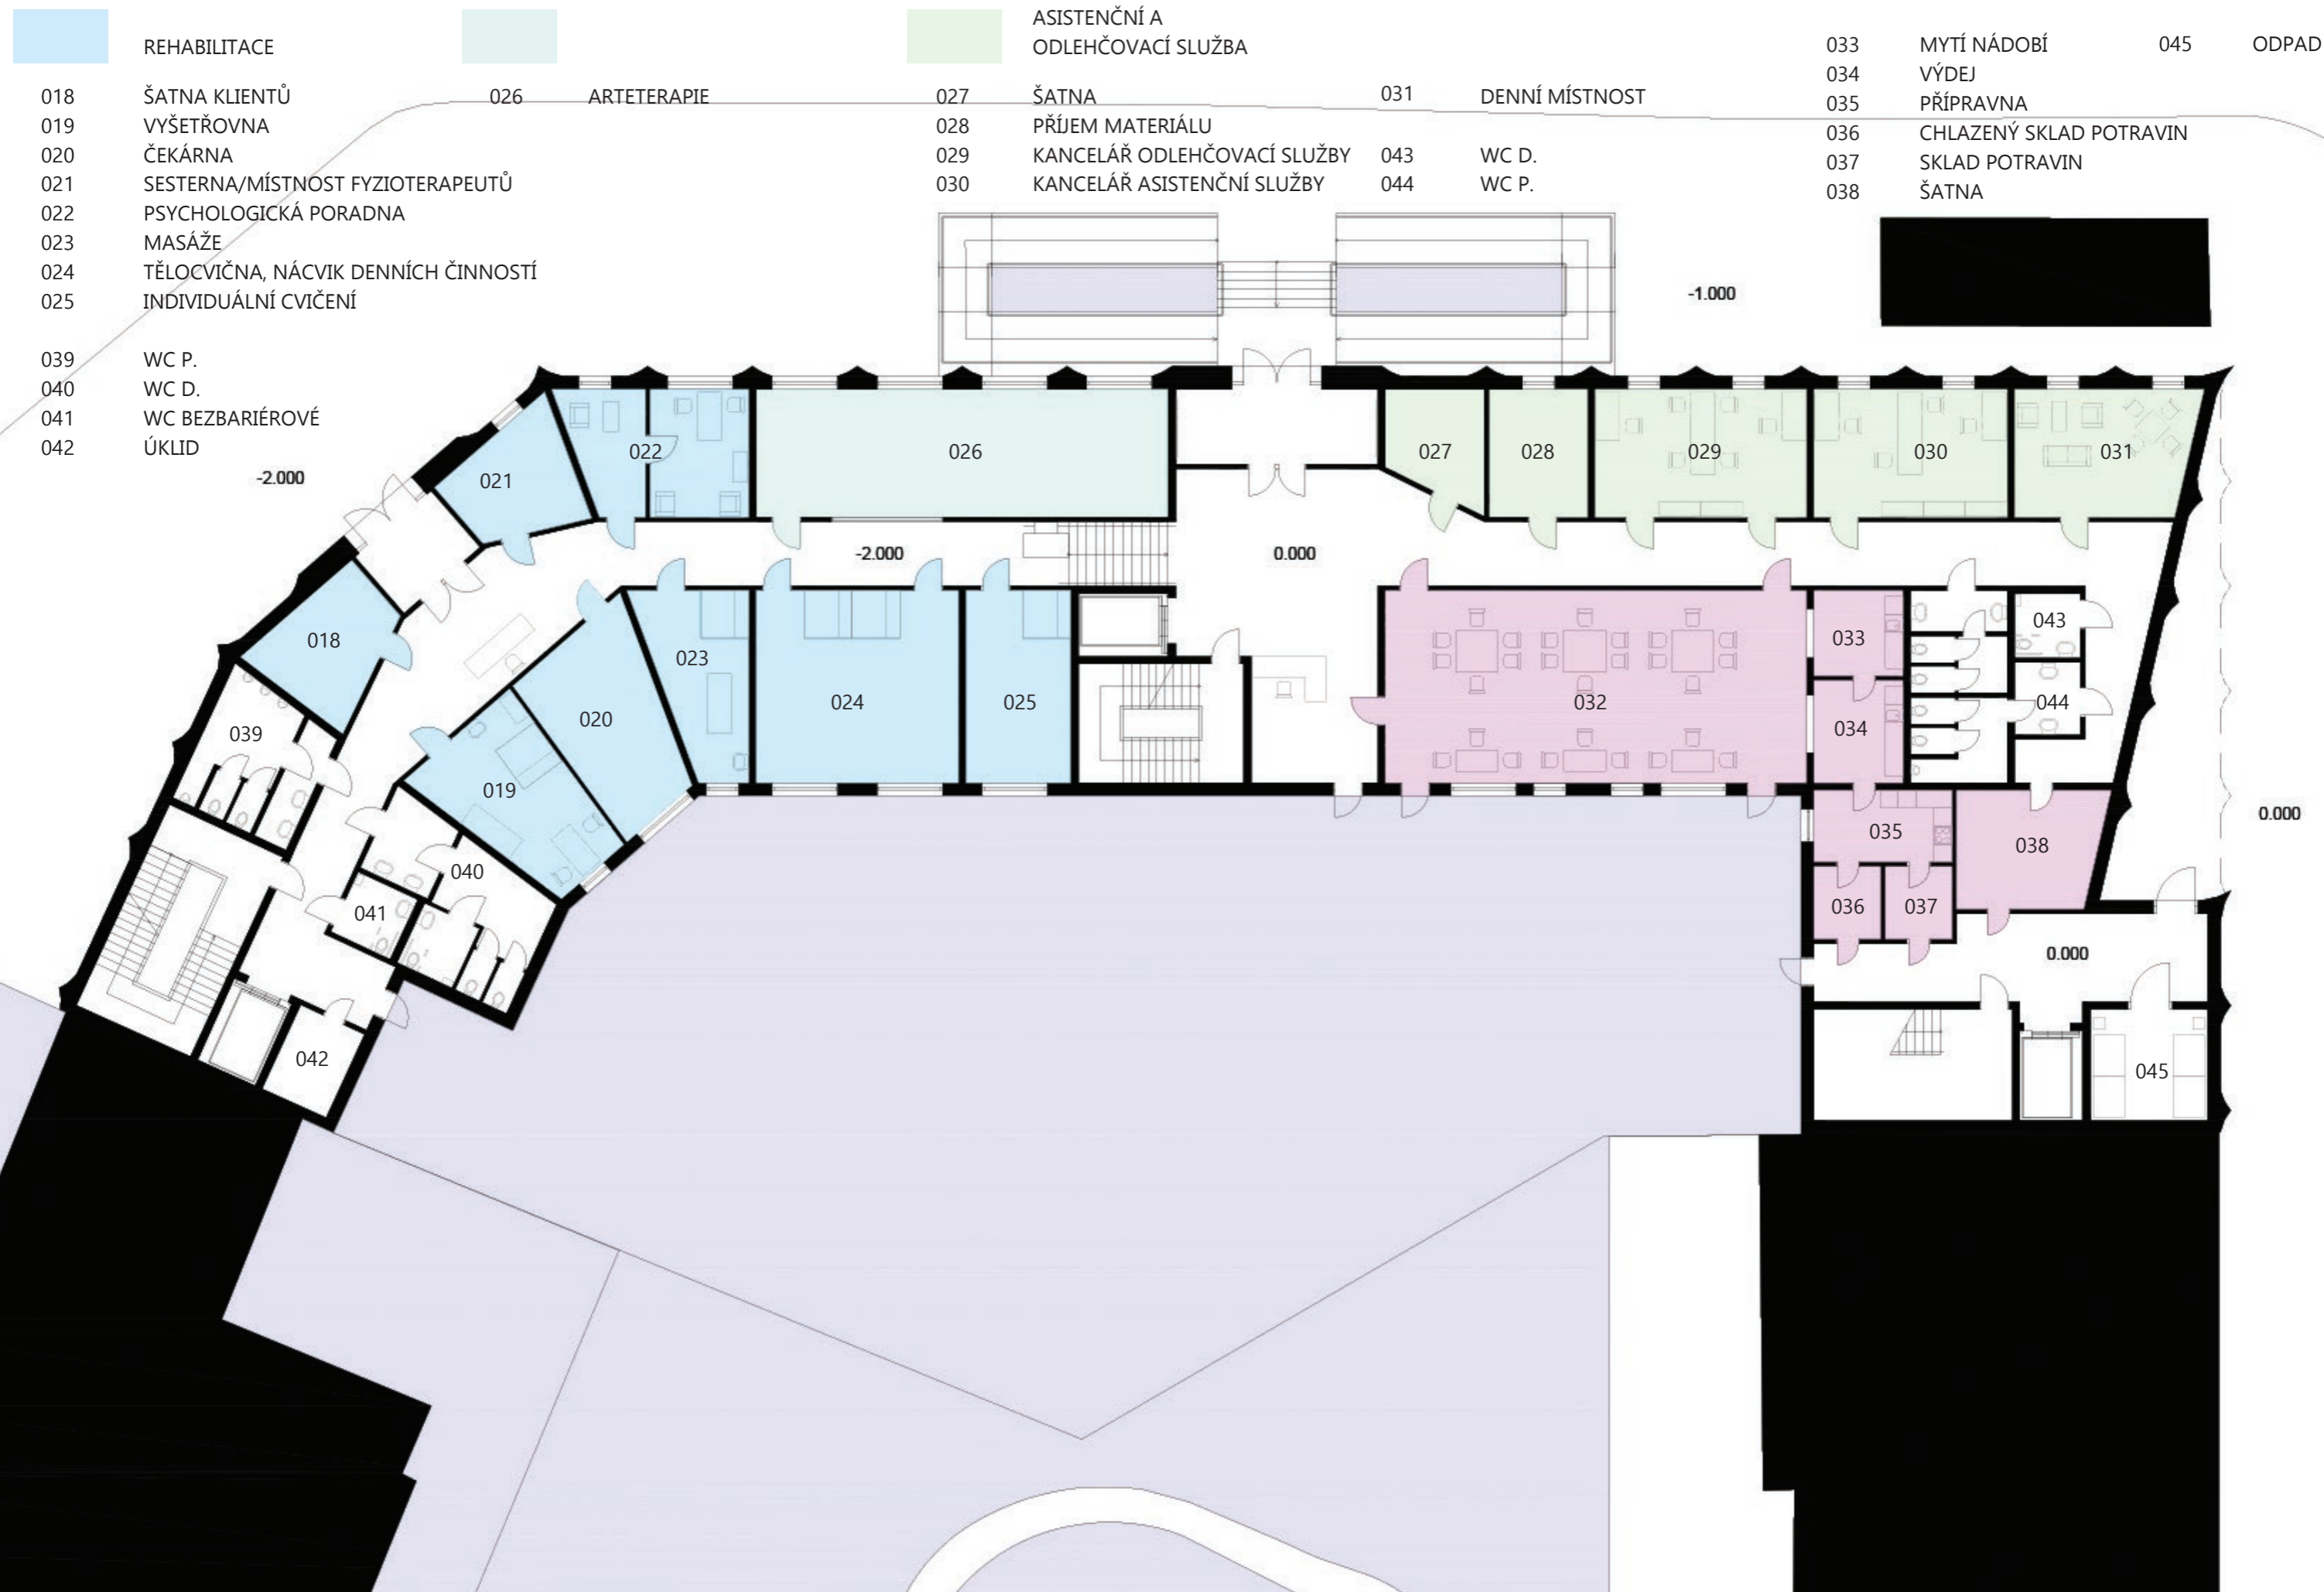 REHABILITACE
018 ŠATNA KLIENTŮ
019 VYŠETŘOVNA
020 ČEKÁRNA
021 SESTERNA/MÍSTNOST FYZIOTERAPEUTŮ
022 PSYCHOLOGICKÁ PORADNA
023 MASÁŽE
024 TĚLOCVIČNA, NÁCVIK DENNÍCH ČINNOSTÍ
025 INDIVIDUÁLNÍ CVIČENÍ
039 WC P.
040 WC D.
041 WC BEZBARIÉROVÉ
042 ÚKLID
026 ARTETERAPIE
ASISTENČNÍ A
ODLEHČOVACÍ SLUŽBA
027 ŠATNA
028 PŘÍJEM MATERIÁLU
029 KANCELÁŘ ODLEHČOVACÍ SLUŽBY
030 KANCELÁŘ ASISTENČNÍ SLUŽBY
031 DENNÍ MÍSTNOST
043 WC D.
044 WC P.
033 MYTÍ NÁDOBÍ
034 VÝDEJ
035 PŘÍPRAVNA
036 CHLAZENÝ SKLAD POTRAVIN
037 SKLAD POTRAVIN
038 ŠATNA
045 ODPAD
-1.000
-2.000
021
022
026
027
028
029
030
031
-2.000
0.000
018
023
024
025
020
019
039
040
041
042
032
033
034
043
044
035
038
036
037
0.000
0.000
045